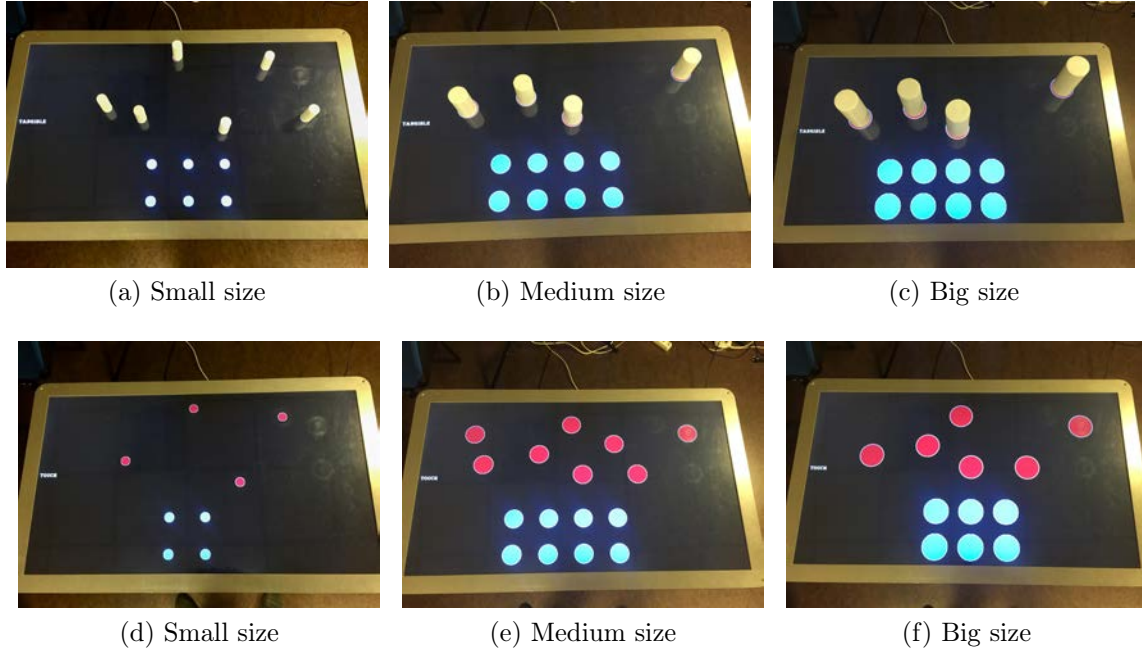 TANGIBLE
TANGIBLE
TANGIBLE
(a) Small size
(b) Medium size
(c) Big size
TOUCH
TOUCH
TOUCH
(d) Small size
(e) Medium size
(f) Big size